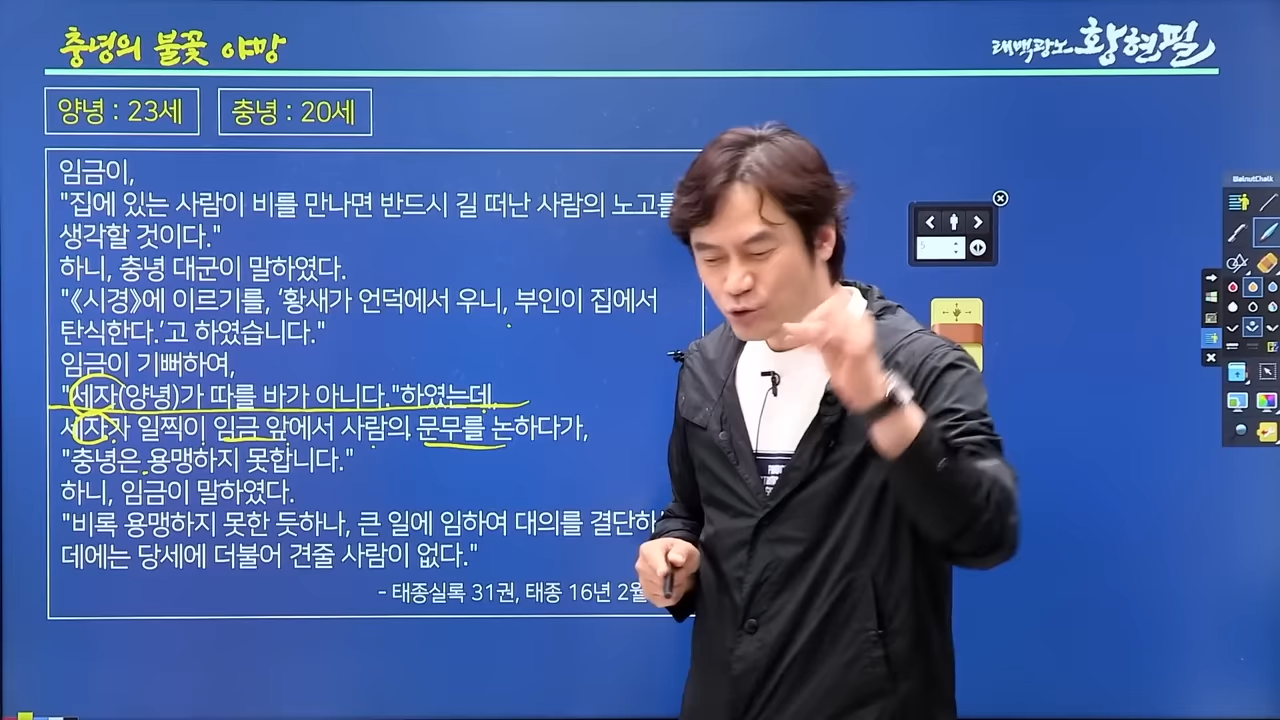 충녕의 불꽃 야망
태백광노 황현필
양녕 : 23세
충녕 : 20세
임금이,
"집에 있는 사람이 비를 만나면 반드시 길 떠난 사람의 노고를
생각할 것이다."
하니, 충녕 대군이 말하였다.
"《시경》에 이르기를, '황새가 언덕에서 우니, 부인이 집에서
탄식한다.'고 하였습니다."
임금이 기뻐하여,
"세자(양녕)가 따를 바가 아니다."하였는데,
세자가 일찍이 임금 앞에서 사람의 문무를 논하다가,
"충녕은 용맹하지 못합니다."
하니, 임금이 말하였다.
"비록 용맹하지 못한 듯하나, 큰 일에 임하여 대의를 결단하
데에는 당세에 더불어 견줄 사람이 없다."
- 태종실록 31권, 태종 16년 2월
WalnutChalk
5